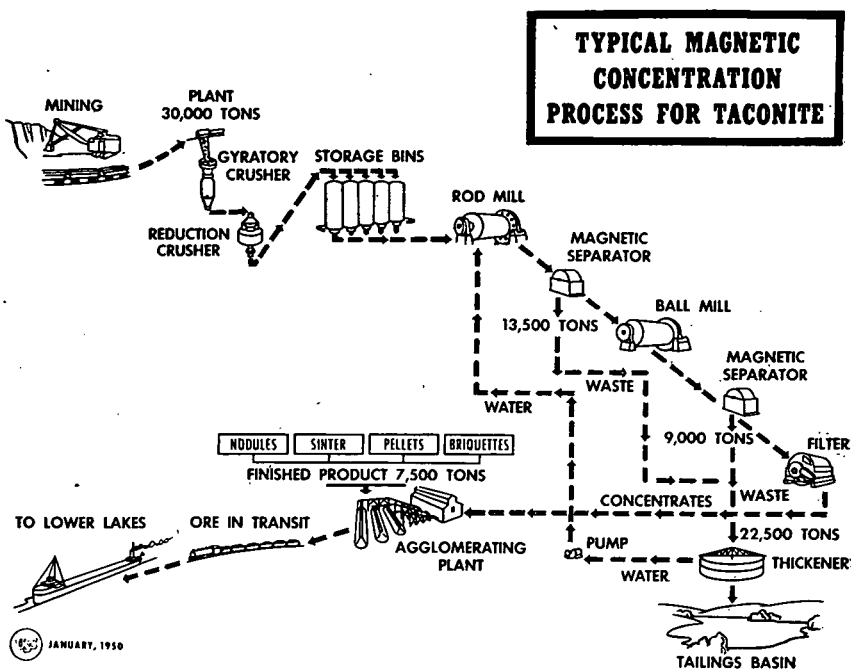 TYPICAL MAGNETIC
CONCENTRATION
PROCESS FOR TACONITE
MINING
PLANT
30,000 TONS
GYRATORY
CRUSHER
STORAGE BINS
REDUCTION
CRUSHER
ROD MILL
MAGNETIC
SEPARATOR
13,500 TONS
BALL MILL
MAGNETIC
SEPARATOR
WASTE
WATER
9,000 TONS
FILTER
NODULES
SINTER
PELLETS
BRIQUETTES
FINISHED PRODUCT 7,500 TONS
CONCENTRATES
WASTE
TO LOWER LAKES
ORE IN TRANSIT
AGGLOMERATING
PLANT
PUMP
22,500 TONS
THICKENER
WATER
TAILINGS BASIN
JANUARY, 1950